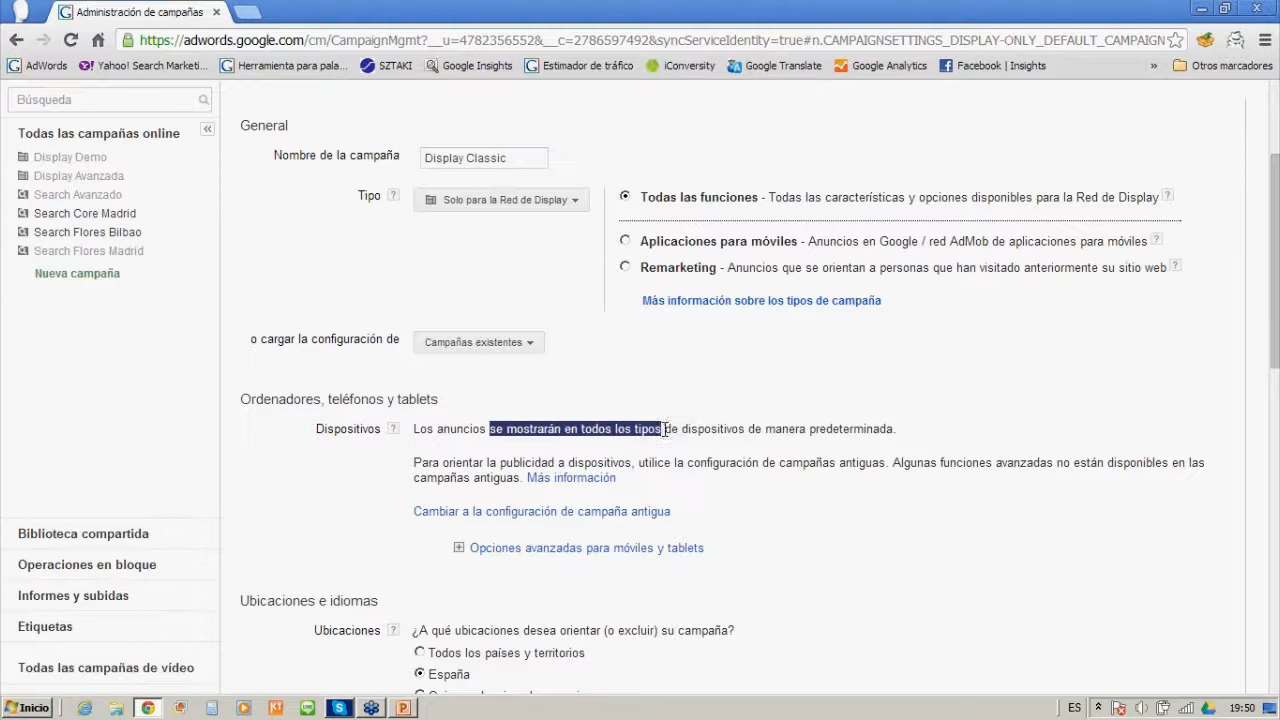 Administración de campañas
https://adwords.google.com/cm/CampaignMgmt?__u=4782356552&__c=2786597492&syncServiceIdentity=true#n.CAMPAIGNSETTINGS_DISPLAY-ONLY_DEFAULT_CAMPAIGN
AdWords Yahoo! Search Marketi... Herramienta para pala... SZTAKI Google Insights Estimador de tráfico iConversity Google Translate Google Analytics Facebook | Insights » Otros marcadores
Búsqueda
Todas las campañas online
Display Demo
Display Avanzada
Search Avanzado
Search Core Madrid
Search Flores Bilbao
Search Flores Madrid
Nueva campaña
Biblioteca compartida
Operaciones en bloque
Informes y subidas
Etiquetas
Todas las campañas de vídeo
General
Nombre de la campaña Display Classic
Tipo ? Solo para la Red de Display
Todas las funciones - Todas las características y opciones disponibles para la Red de Display ?
Aplicaciones para móviles - Anuncios en Google / red AdMob de aplicaciones para móviles ?
Remarketing - Anuncios que se orientan a personas que han visitado anteriormente su sitio web ?
Más información sobre los tipos de campaña
o cargar la configuración de Campañas existentes
Ordenadores, teléfonos y tablets
Dispositivos ? Los anuncios se mostrarán en todos los tipos de dispositivos de manera predeterminada.
Para orientar la publicidad a dispositivos, utilice la configuración de campañas antiguas. Algunas funciones avanzadas no están disponibles en las
campañas antiguas. Más información
Cambiar a la configuración de campaña antigua
Opciones avanzadas para móviles y tablets
Ubicaciones e idiomas
Ubicaciones ? ¿A qué ubicaciones desea orientar (o excluir) su campaña?
Todos los países y territorios
España
Inicio ES 19:50